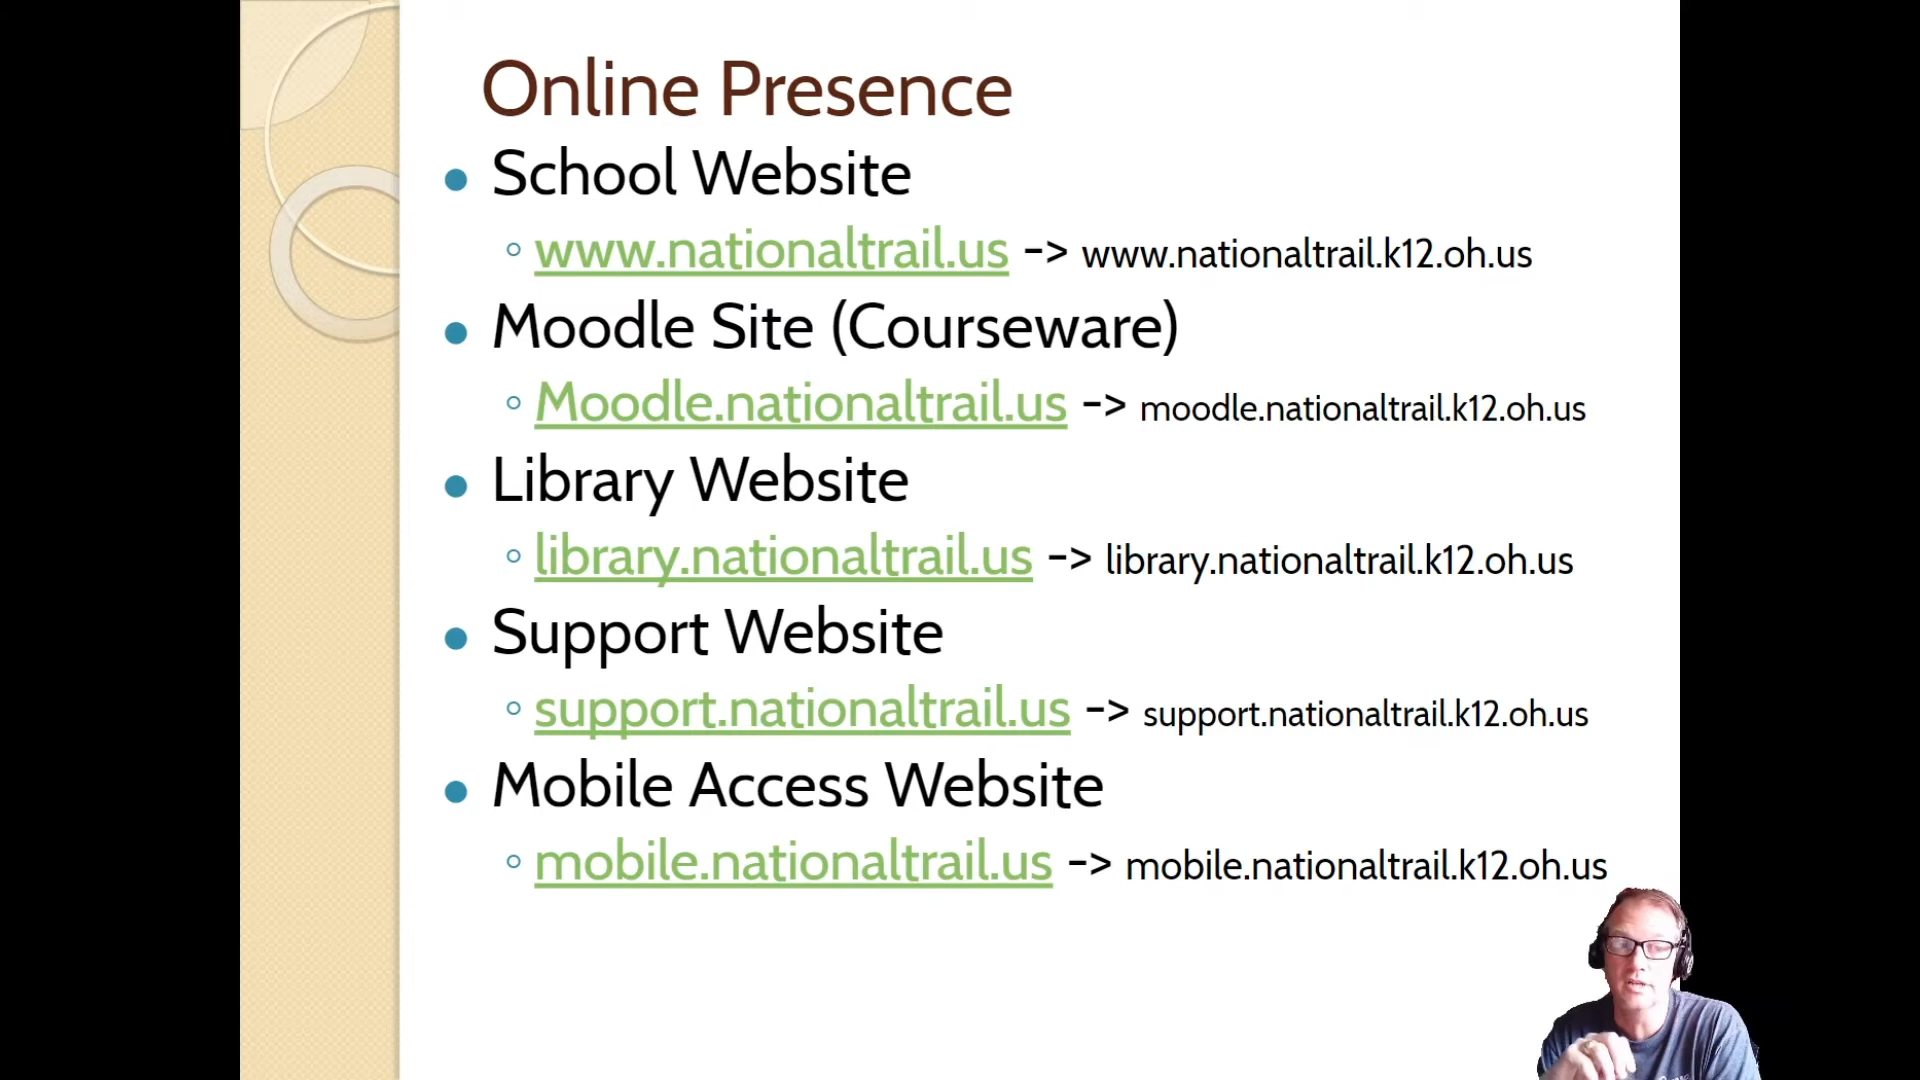 Online Presence
School Website
www.nationaltrail.us -> www.nationaltrail.k12.oh.us
Moodle Site (Courseware)
Moodle.nationaltrail.us -> moodle.nationaltrail.k12.oh.us
Library Website
library.nationaltrail.us -> library.nationaltrail.k12.oh.us
Support Website
support.nationaltrail.us -> support.nationaltrail.k12.oh.us
Mobile Access Website
mobile.nationaltrail.us -> mobile.nationaltrail.k12.oh.us